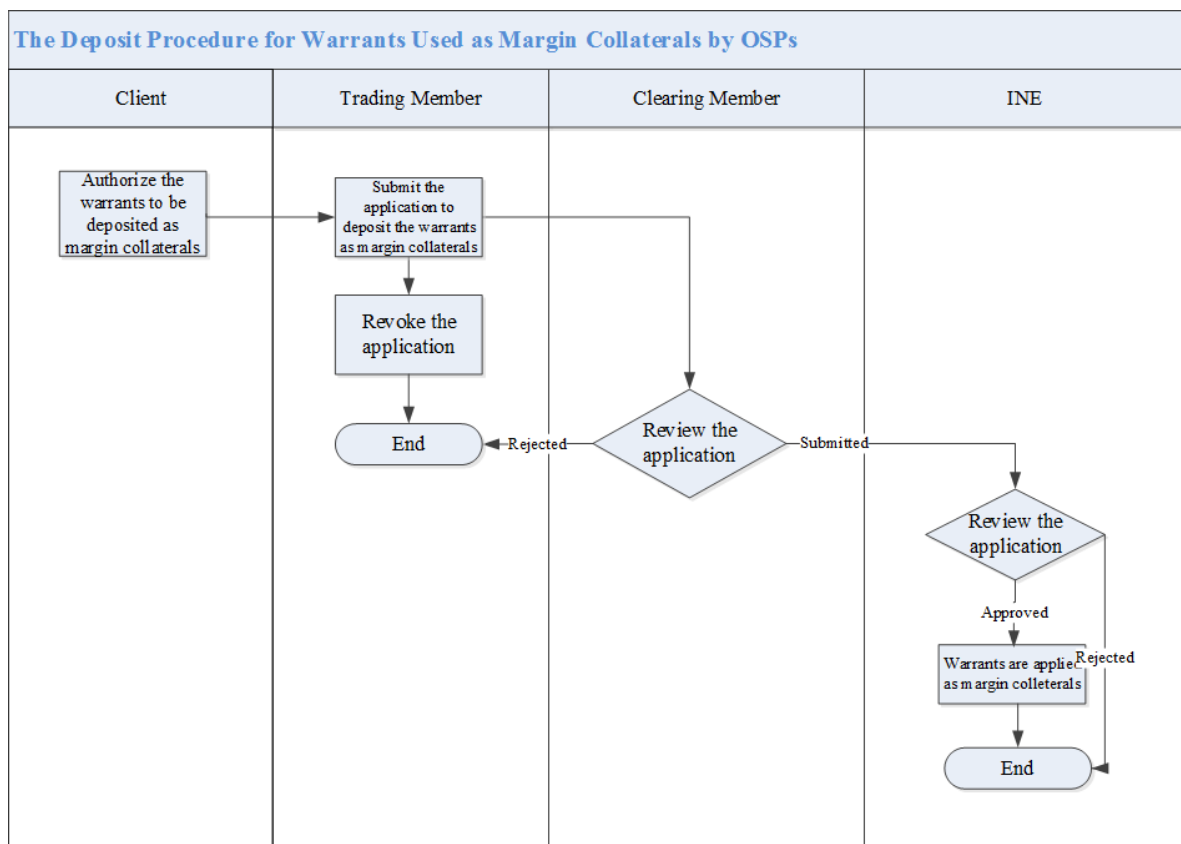 The Deposit Procedure for Warrants Used as Margin Collaterals by OSPs
Client
Trading Member
Clearing Member
INE
Authorize the
warrants to be
deposited as
margin collaterals
Submit the
application to
deposit the warrants
as margin collaterals
Revoke the
application
End
Rejected
Review the
application
Submitted
Review the
application
Approved
Warrants are applied
as margin colleterals
Rejected
End